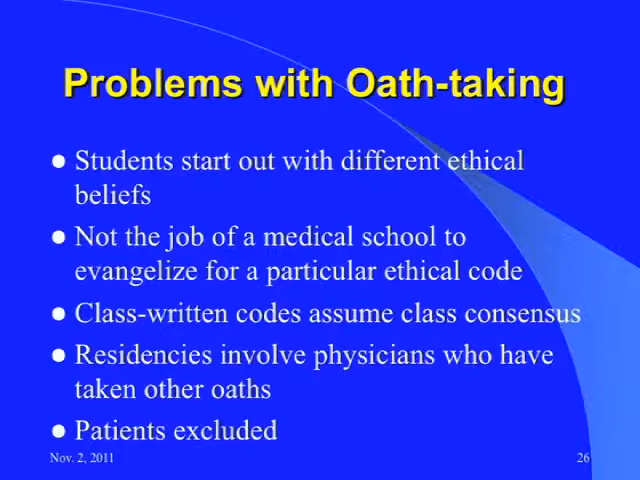 Problems with Oath-taking
● Students start out with different ethical
beliefs
● Not the job of a medical school to
evangelize for a particular ethical code
● Class-written codes assume class consensus
● Residencies involve physicians who have
taken other oaths
● Patients excluded
Nov. 2, 2011 26